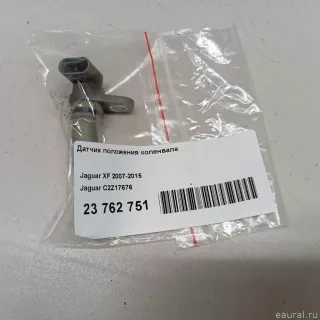 Датчик положения коленвала
Jaguar XF 2007-2015
Jaguar C2Z17676
23 762 751
eaural.ru